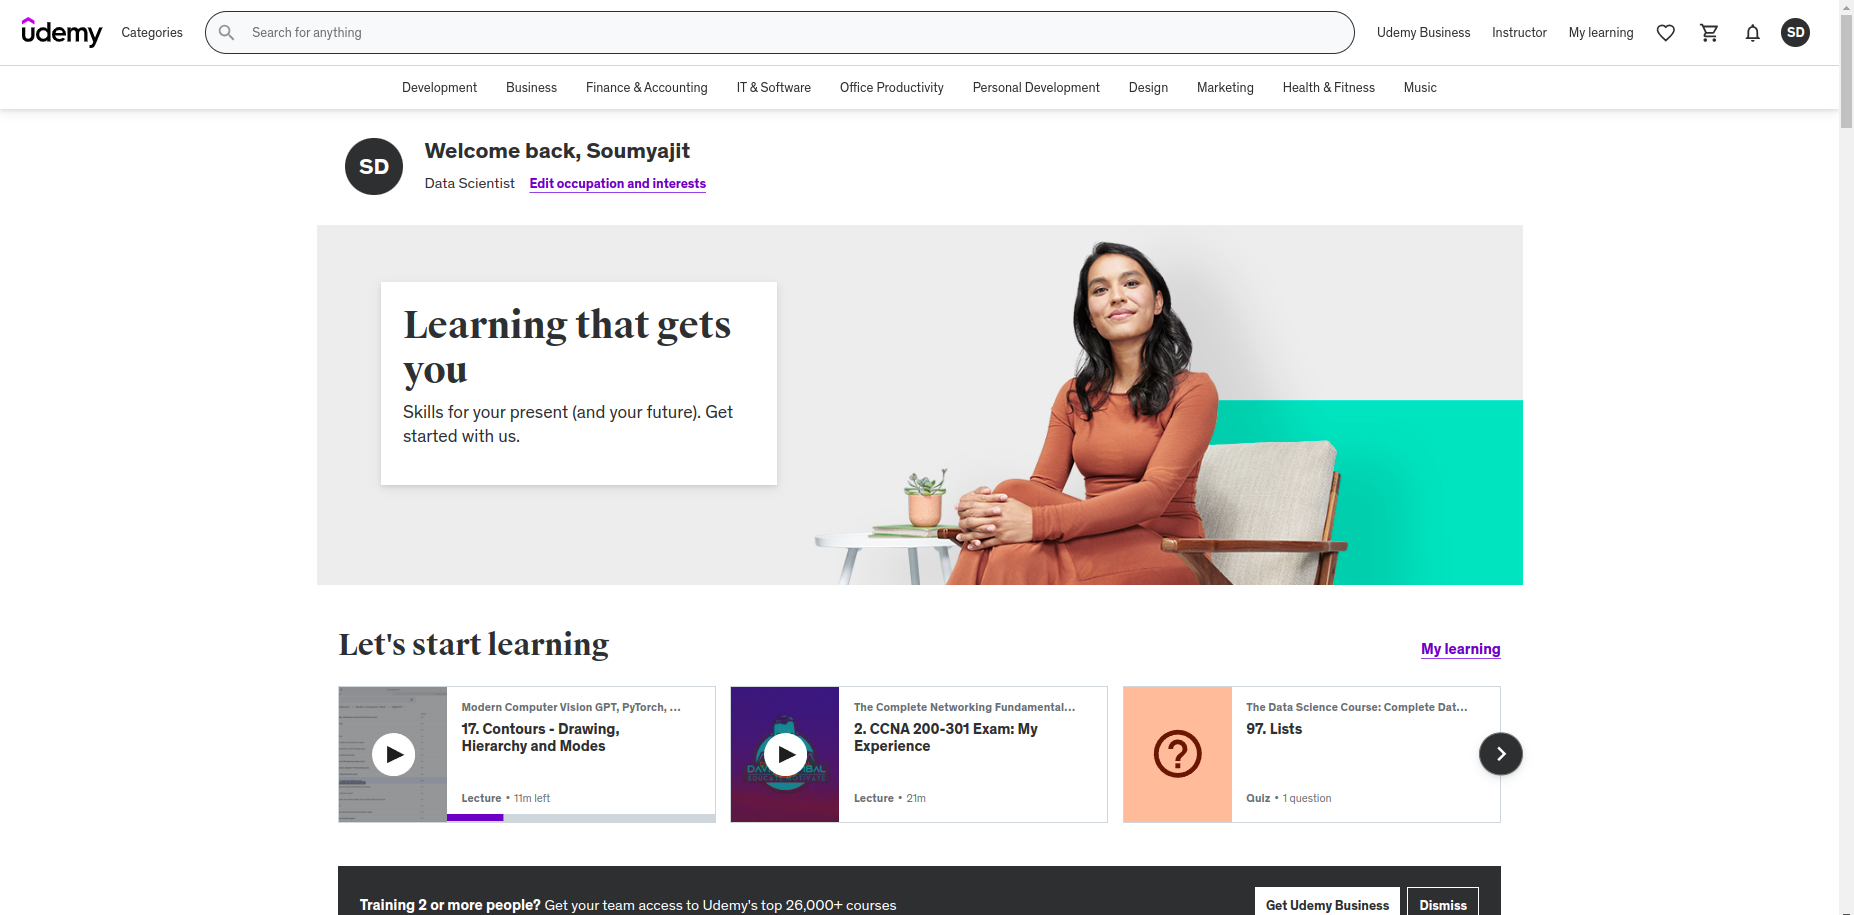 udemy
Categories
Search for anything
Udemy Business
Instructor
My learning
SD
Development
Business
Finance & Accounting
IT & Software
Office Productivity
Personal Development
Design
Marketing
Health & Fitness
Music
SD
Welcome back, Soumyajit
Data Scientist
Edit occupation and interests
Learning that gets
you
Skills for your present (and your future). Get
started with us.
Let's start learning
My learning
Modern Computer Vision GPT, PyTorch, ...
17. Contours - Drawing,
Hierarchy and Modes
Lecture • 11m left
The Complete Networking Fundamental...
2. CCNA 200-301 Exam: My
Experience
Lecture • 21m
The Data Science Course: Complete Dat...
97. Lists
Quiz • 1 question
Training 2 or more people? Get your team access to Udemy's top 26,000+ courses
Get Udemy Business
Dismiss